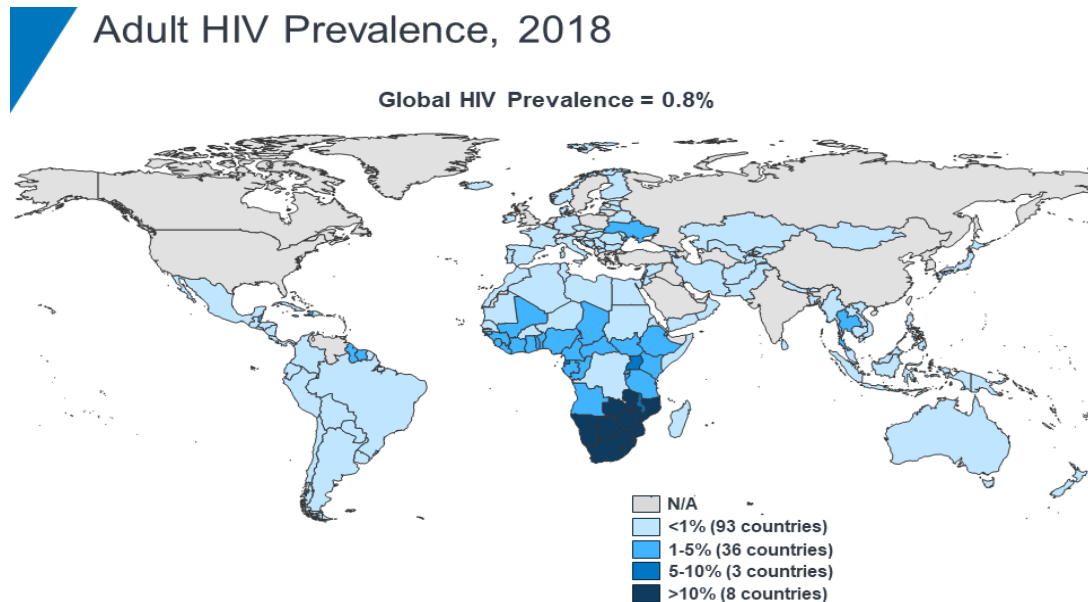 Adult HIV Prevalence, 2018
Global HIV Prevalence = 0.8%
N/A
<1% (93 countries)
1-5% (36 countries)
5-10% (3 countries)
>10% (8 countries)